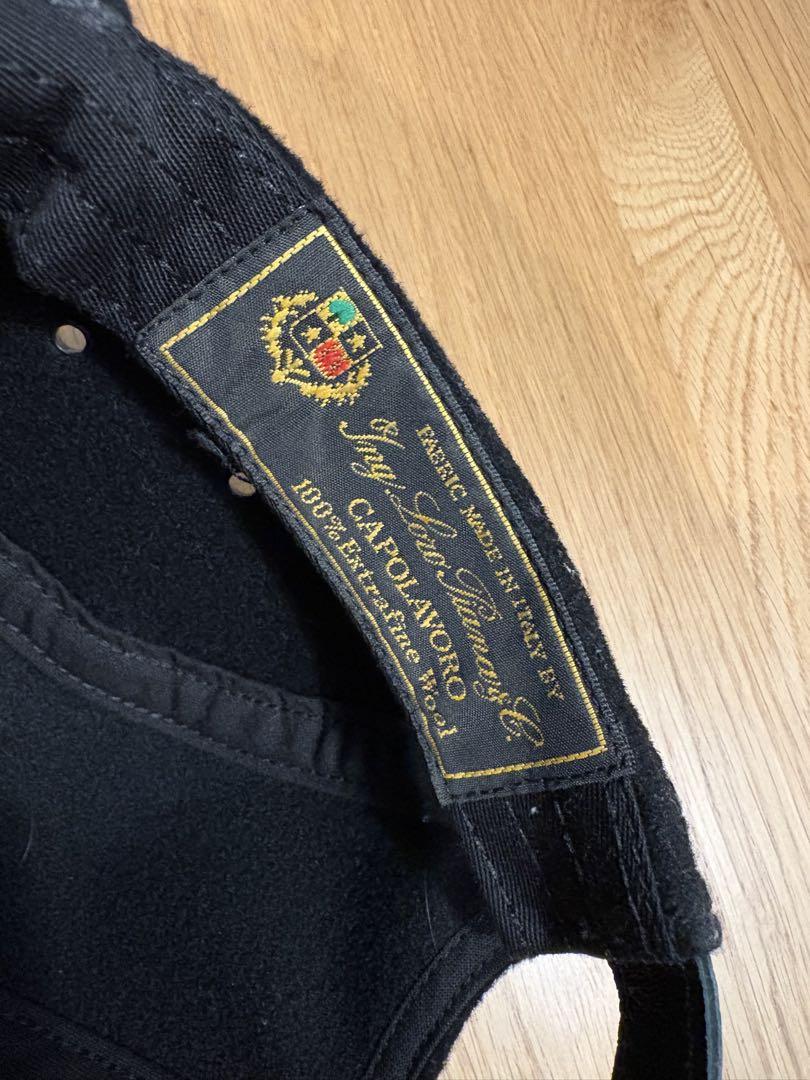 FABRIC MADE IN ITALY BY
Ing. Loro Piana & C.
CAPOLAVORO
100% Extrafine Wool